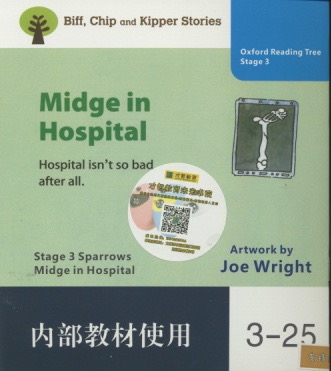 Biff, Chip and Kipper Stories
Oxford Reading Tree
Stage 3
Midge in
Hospital
Hospital isn't so bad
after all.
Stage 3 Sparrows
Midge in Hospital
Artwork by
Joe Wright
内部教材使用
3-25